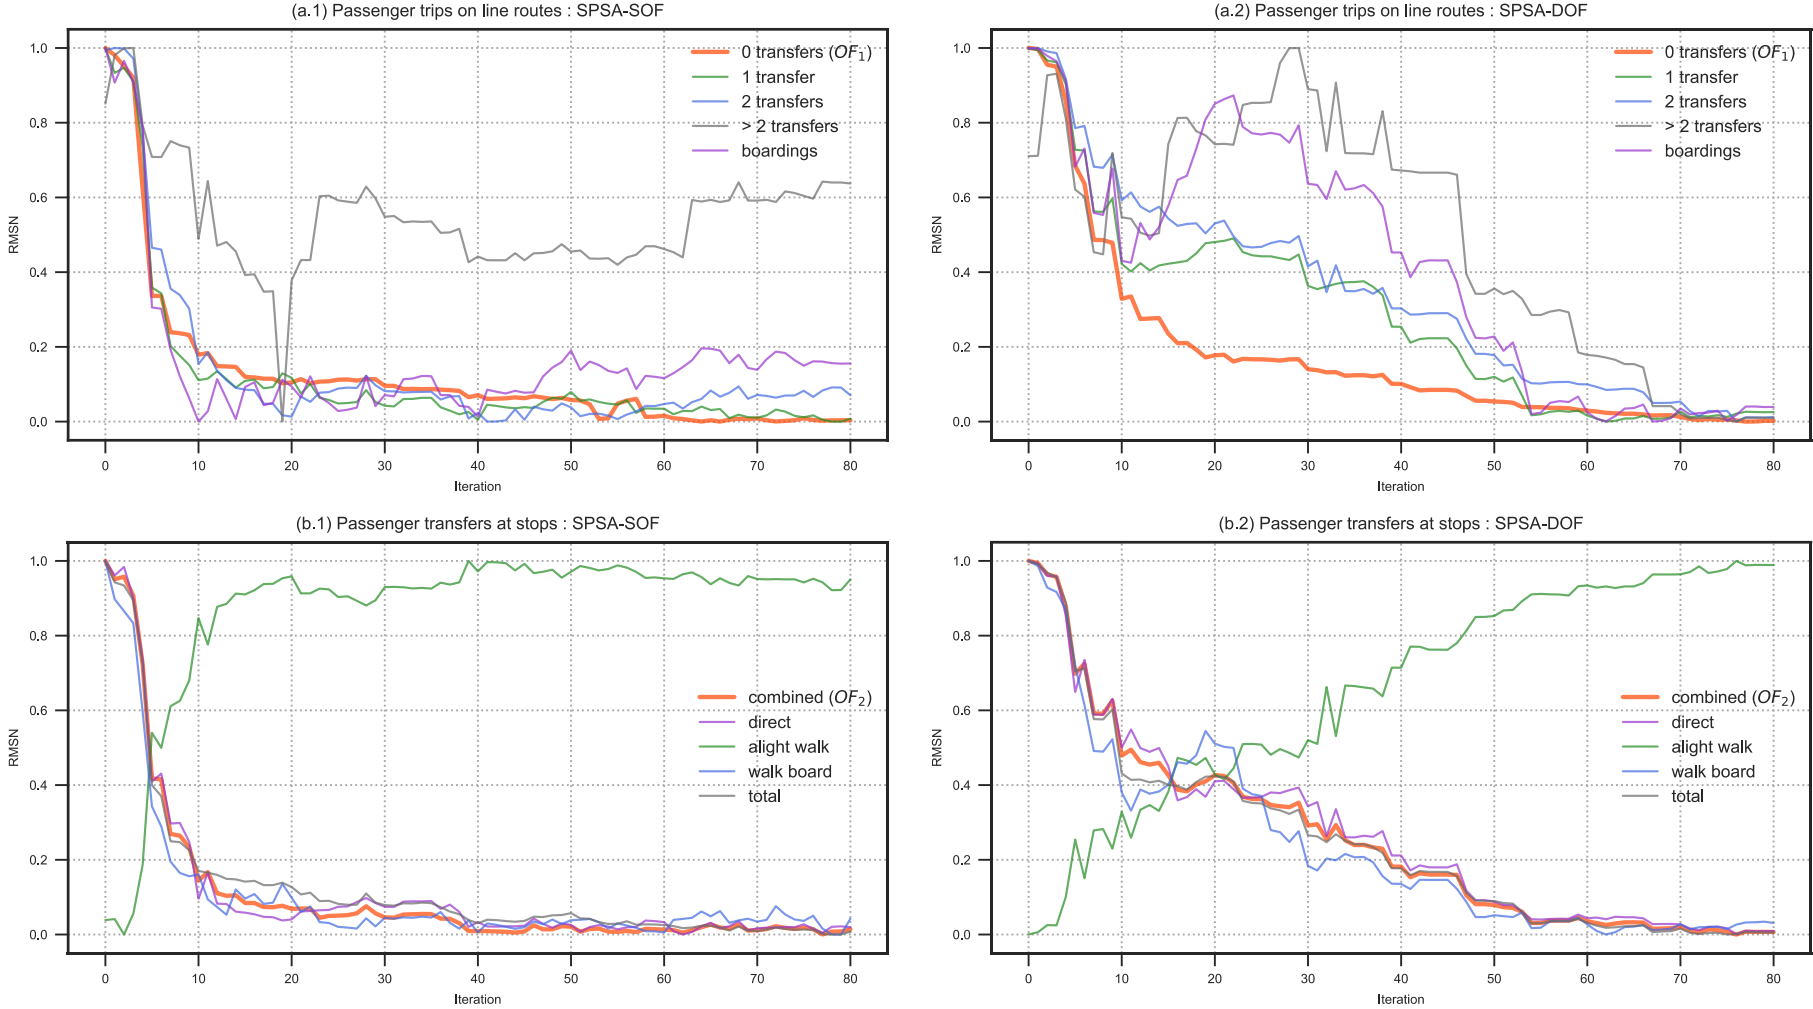 (a.1) Passenger trips on line routes : SPSA-SOF
RMSN
1.0
0.8
0.6
0.4
0.2
0.0
0 transfers (OF₁)
1 transfer
2 transfers
> 2 transfers
boardings
0 10 20 30 40 50 60 70 80
Iteration
(a.2) Passenger trips on line routes : SPSA-DOF
RMSN
1.0
0.8
0.6
0.4
0.2
0.0
0 transfers (OF₁)
1 transfer
2 transfers
> 2 transfers
boardings
0 10 20 30 40 50 60 70 80
Iteration
(b.1) Passenger transfers at stops : SPSA-SOF
RMSN
1.0
0.8
0.6
0.4
0.2
0.0
combined (OF₂)
direct
alight walk
walk board
total
0 10 20 30 40 50 60 70 80
Iteration
(b.2) Passenger transfers at stops : SPSA-DOF
RMSN
1.0
0.8
0.6
0.4
0.2
0.0
combined (OF₂)
direct
alight walk
walk board
total
0 10 20 30 40 50 60 70 80
Iteration